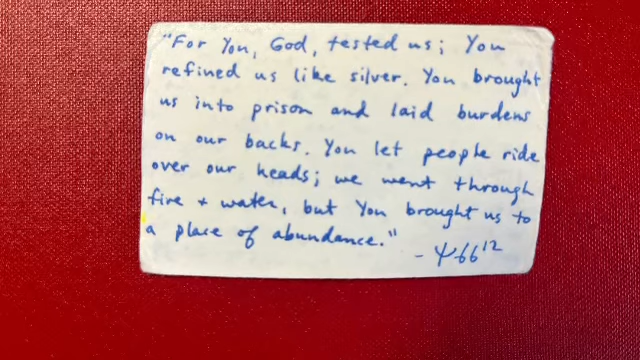 "For You, God, tested us; You
refined us like silver. You brought
us into prison and laid burdens
on our backs. You let people ride
over our heads; we went through
fire + water, but You brought us to
a place of abundance."
- Ψ66¹²